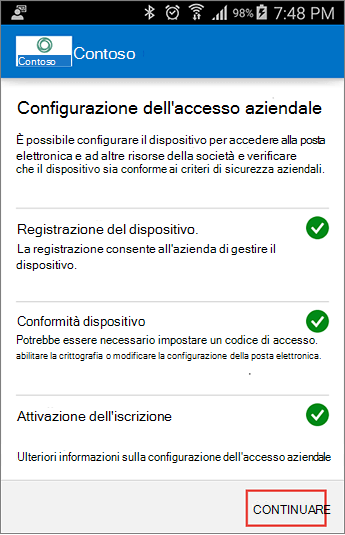 98% 7:48 PM
Contoso
Contoso
Configurazione dell'accesso aziendale
È possibile configurare il dispositivo per accedere alla posta
elettronica e ad altre risorse della società e verificare
che il dispositivo sia conforme ai criteri di sicurezza aziendali.
Registrazione del dispositivo.
La registrazione consente all'azienda di gestire il
dispositivo.
Conformità dispositivo
Potrebbe essere necessario impostare un codice di accesso.
abilitare la crittografia o modificare la configurazione della posta elettronica.
Attivazione dell'iscrizione
Ulteriori informazioni sulla configurazione dell'accesso aziendale
CONTINUARE